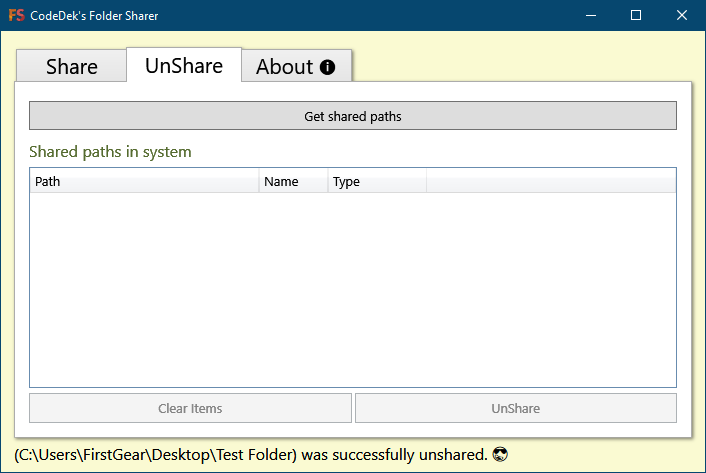 FS CodeDek's Folder Sharer
Share UnShare About
Get shared paths
Shared paths in system
Path Name Type
Clear Items UnShare
(C:\Users\FirstGear\Desktop\Test Folder) was successfully unshared. 😎